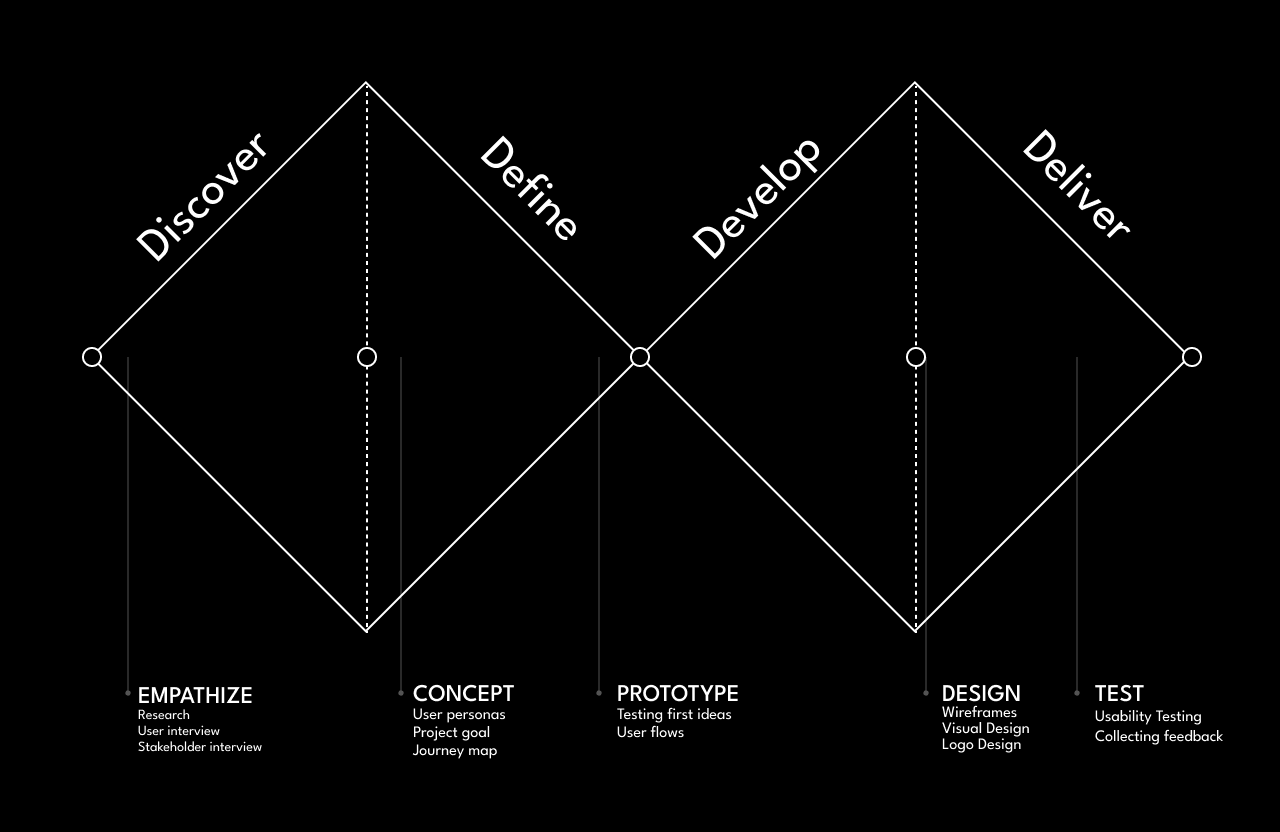 Discover
Define
Develop
Deliver
EMPATHIZE
Research
User interview
Stakeholder interview
CONCEPT
User personas
Project goal
Journey map
PROTOTYPE
Testing first ideas
User flows
DESIGN
Wireframes
Visual Design
Logo Design
TEST
Usability Testing
Collecting feedback